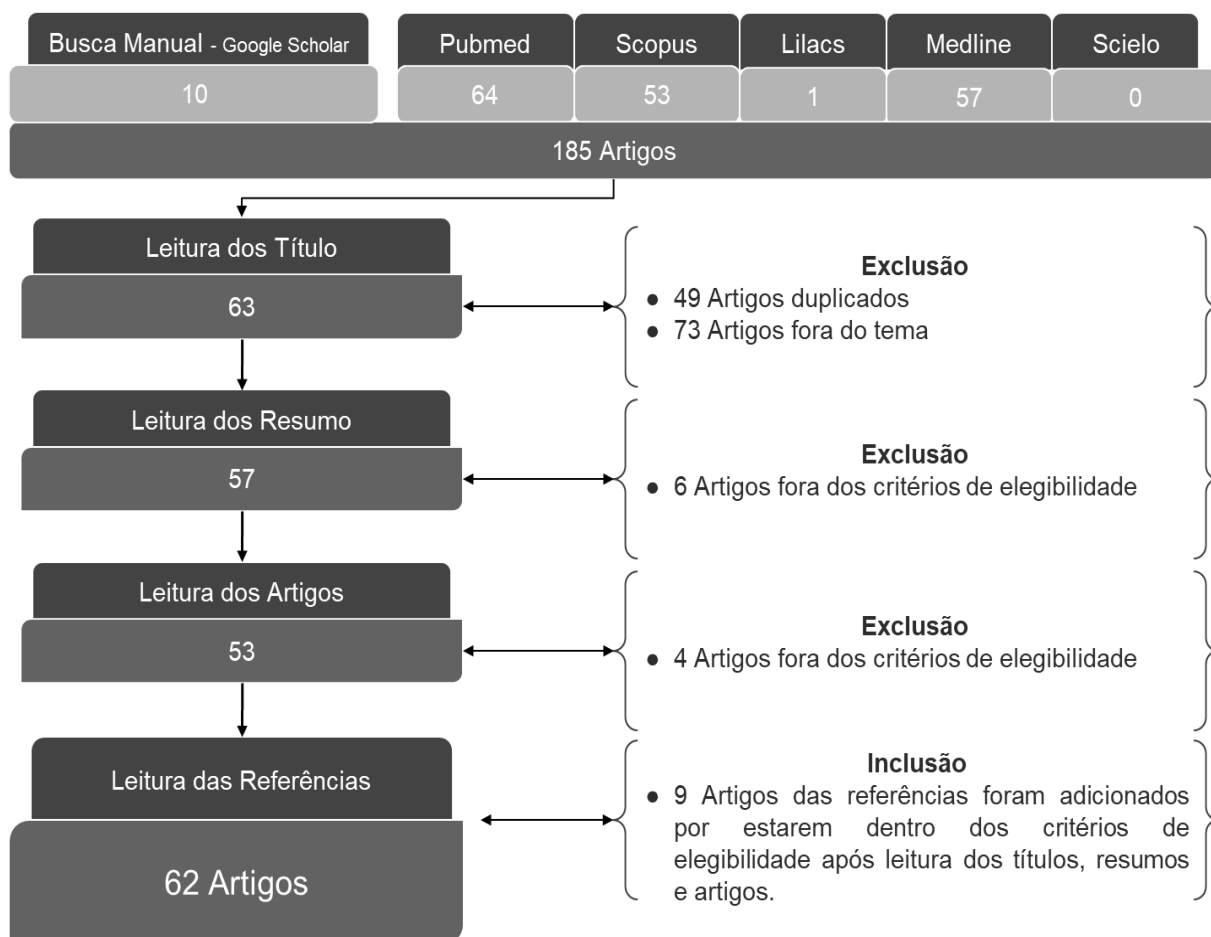 Busca Manual - Google Scholar
Pubmed
Scopus
Lilacs
Medline
Scielo
10
64
53
1
57
0
185 Artigos
Leitura dos Título
63
Exclusão
● 49 Artigos duplicados
● 73 Artigos fora do tema
Leitura dos Resumo
57
Exclusão
● 6 Artigos fora dos critérios de elegibilidade
Leitura dos Artigos
53
Exclusão
● 4 Artigos fora dos critérios de elegibilidade
Leitura das Referências
62 Artigos
Inclusão
● 9 Artigos das referências foram adicionados
por estarem dentro dos critérios de
elegibilidade após leitura dos títulos, resumos
e artigos.